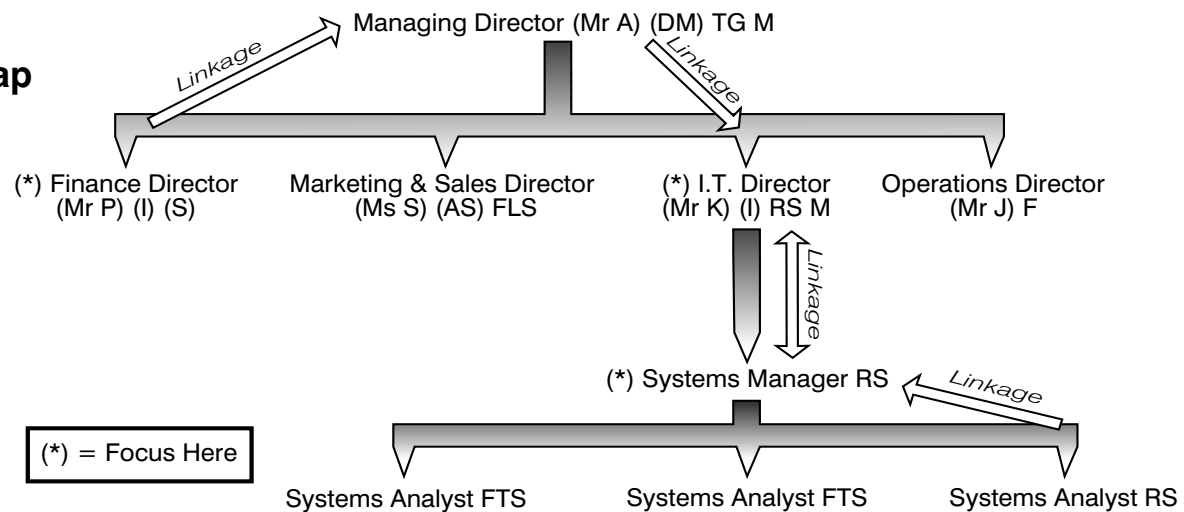 Managing Director (Mr A) (DM) TG M
Linkage
Linkage
ap
(*) Finance Director
(Mr P) (I) (S)
Marketing & Sales Director
(Ms S) (AS) FLS
(*) I.T. Director
(Mr K) (I) RS M
Operations Director
(Mr J) F
Linkage
(*) Systems Manager RS
Linkage
(*) = Focus Here
Systems Analyst FTS
Systems Analyst FTS
Systems Analyst RS